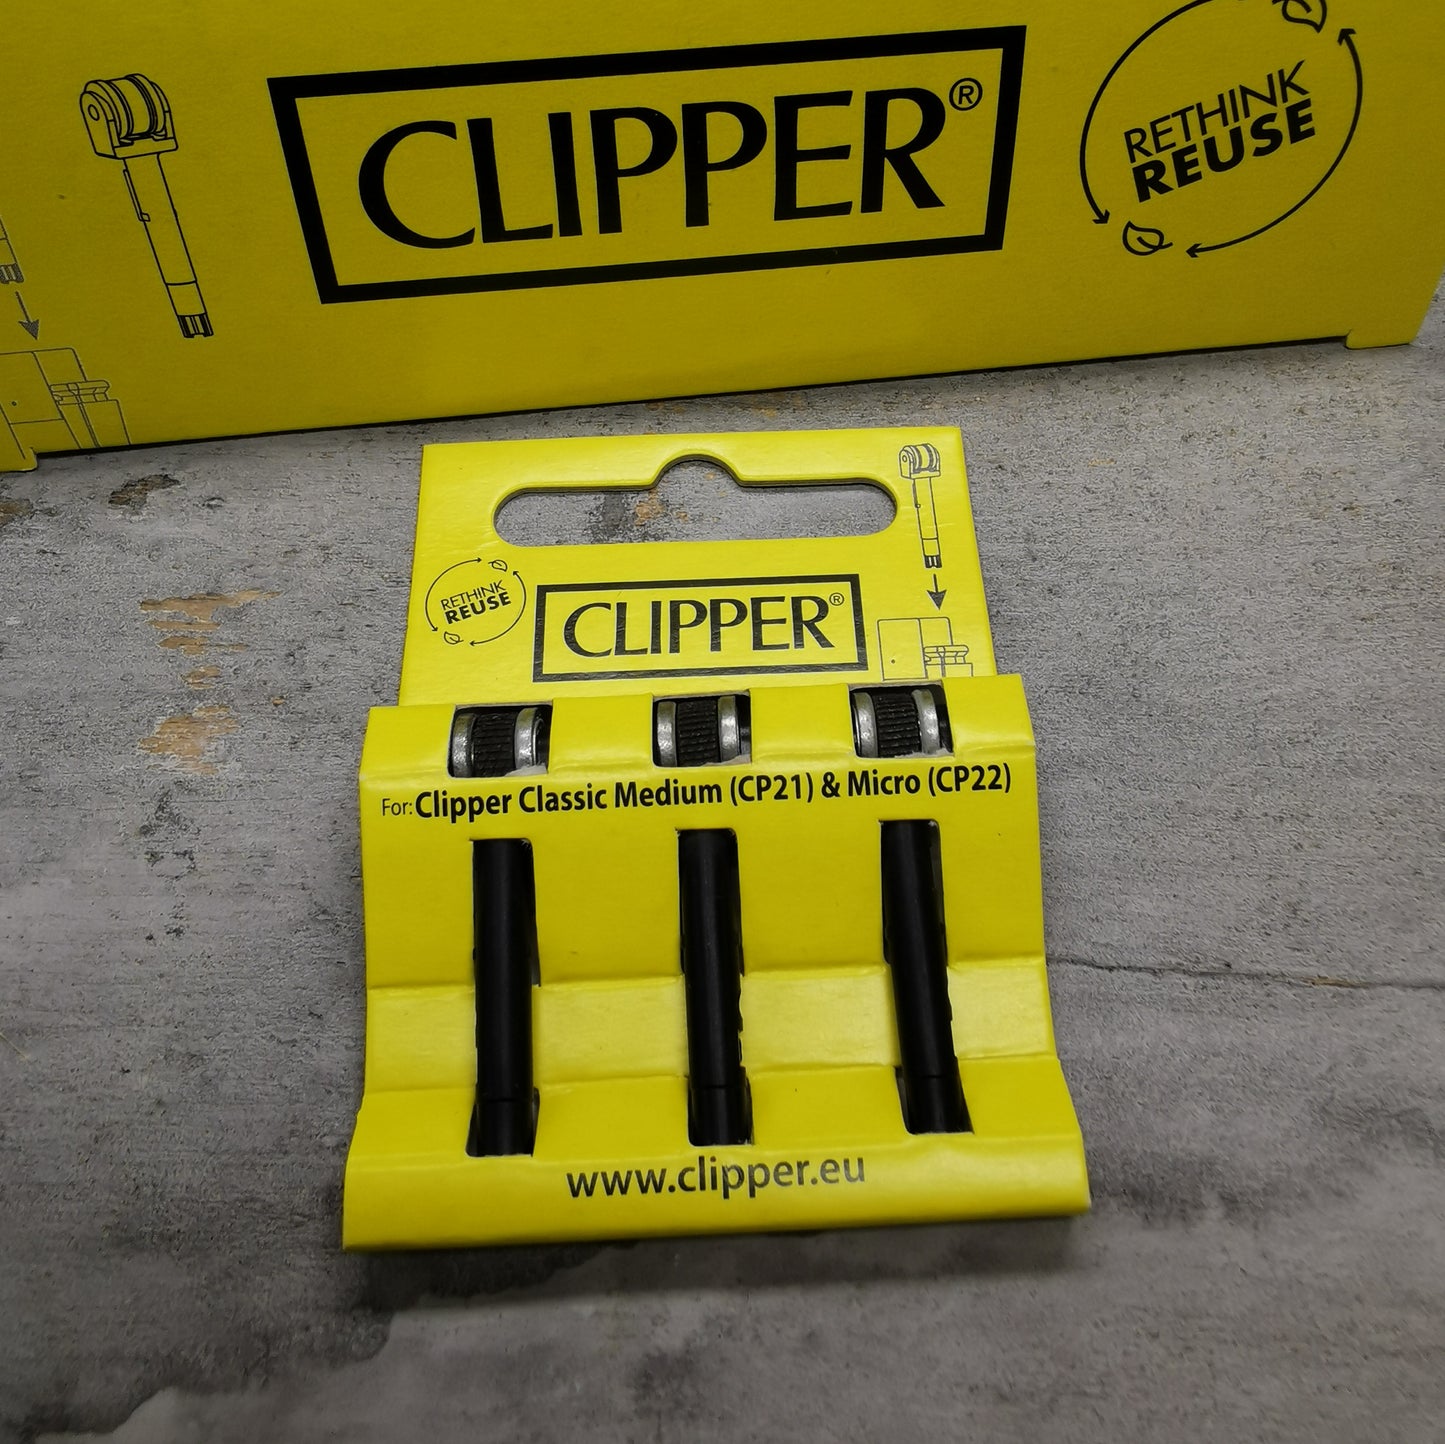 CLIPPER®
RETHINK
REUSE
RETHINK
REUSE
CLIPPER®
For: Clipper Classic Medium (CP21) & Micro (CP22)
www.clipper.eu